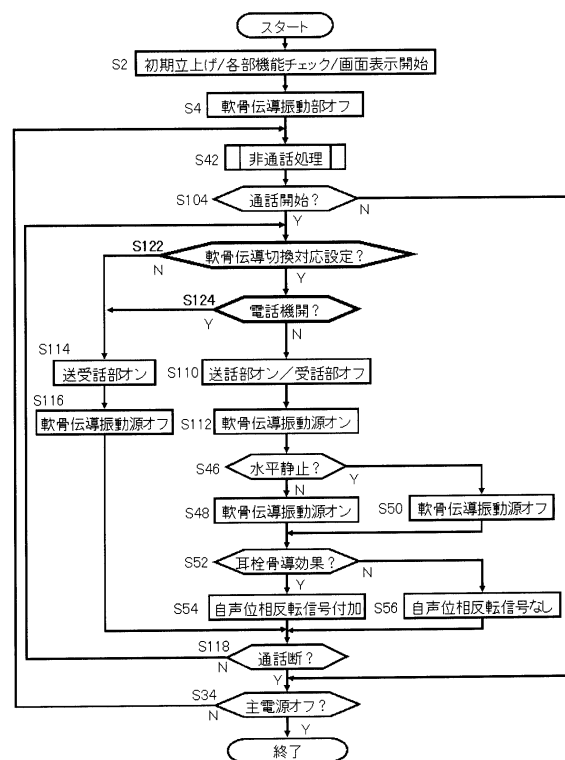 スタート
S2
初期立上げ/各部機能チェック/画面表示開始
S4
軟骨伝導振動部オフ
S42
非通話処理
S104
通話開始?
N
Y
S122
軟骨伝導切換対応設定?
N
Y
S124
電話機開?
Y
N
S114
送受話部オン
S110
送話部オン/受話部オフ
S116
軟骨伝導振動源オフ
S112
軟骨伝導振動源オン
S46
水平静止?
Y
N
S48
軟骨伝導振動源オン
S50
軟骨伝導振動源オフ
S52
耳栓骨導効果?
N
Y
S54
自声位相反転信号付加
S56
自声位相反転信号なし
S118
通話断?
N
Y
S34
主電源オフ?
N
Y
終了